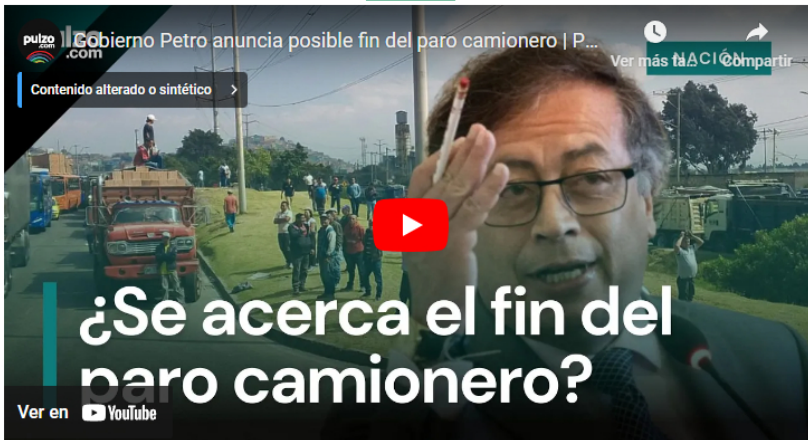 pulzo
.com
Gobierno Petro anuncia posible fin del paro camionero | P...
.com
Ver más ta...
Compartir
NACIÓN
Contenido alterado o sintético
¿Se acerca el fin del
paro camionero?
Ver en YouTube